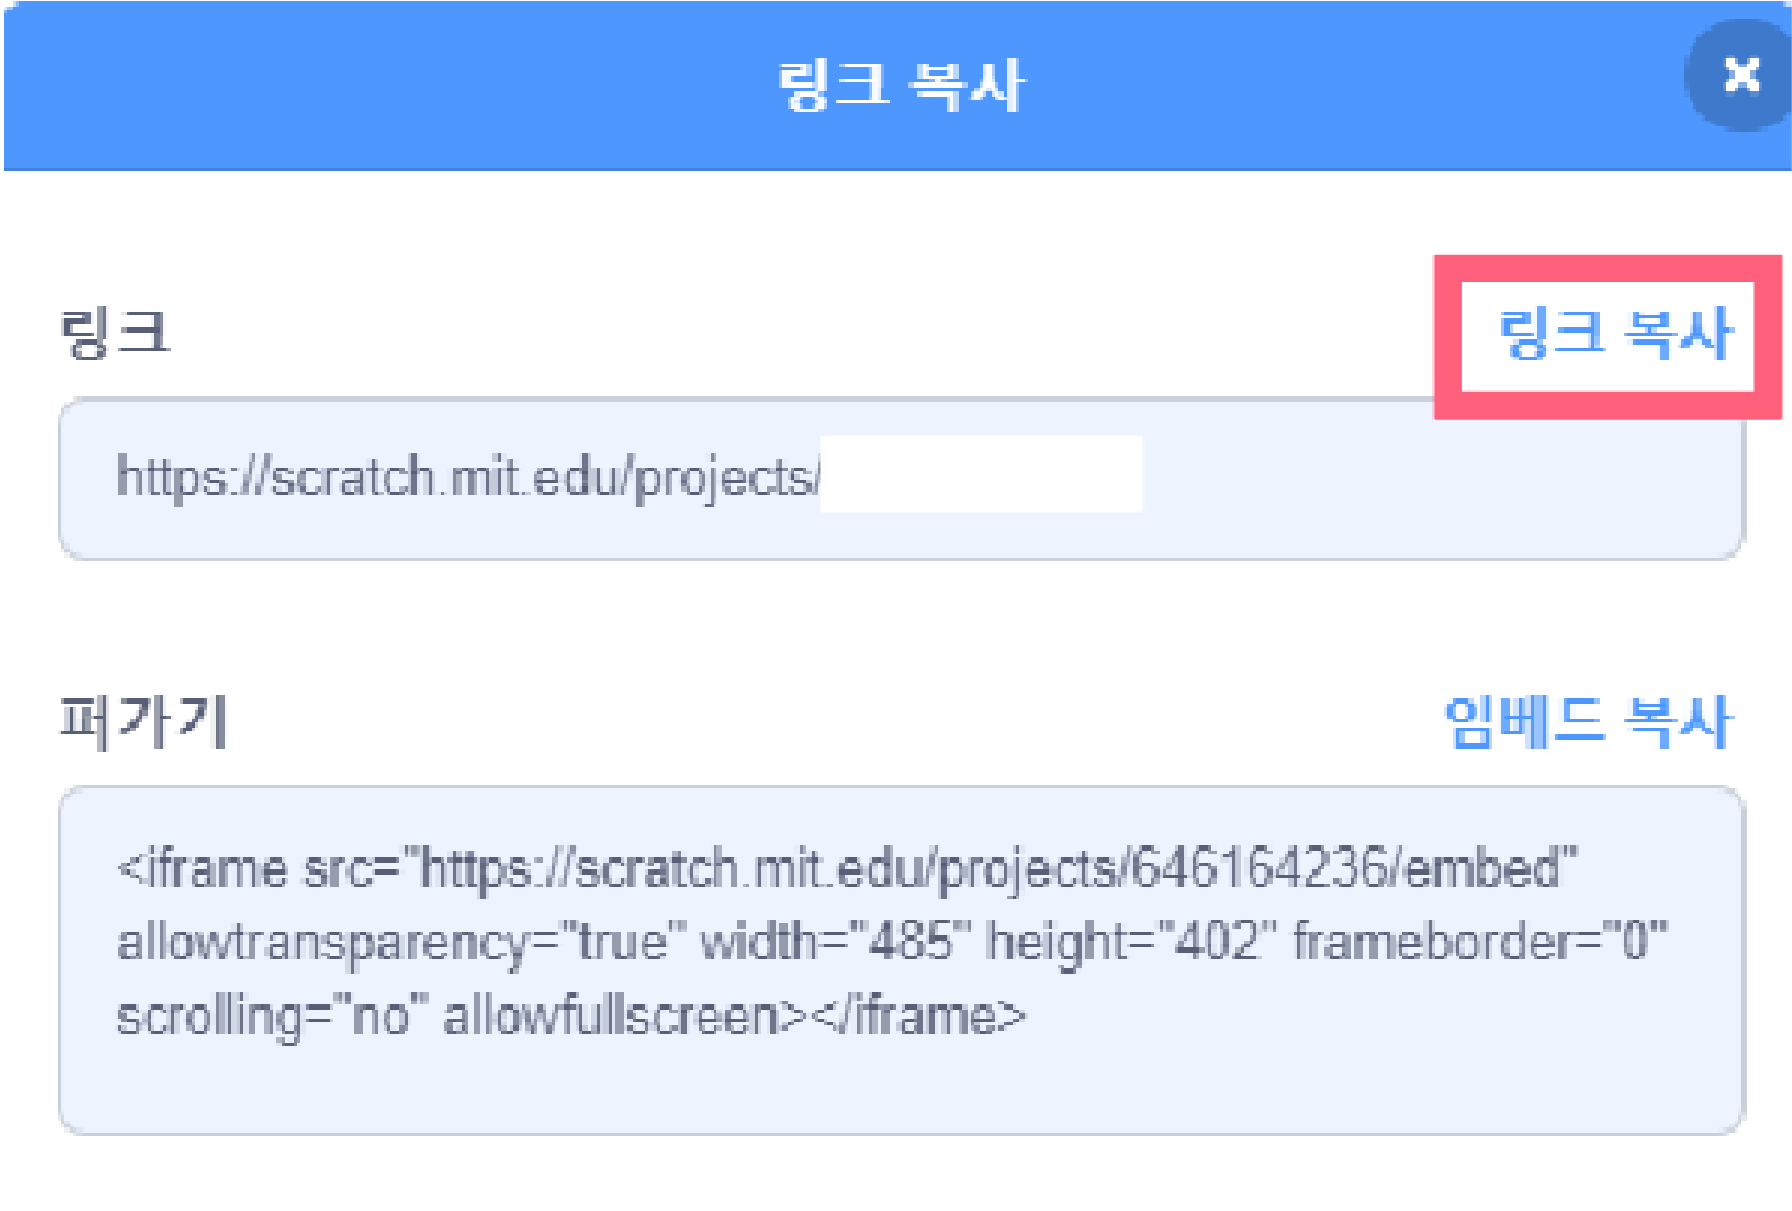 링크 복사
링크
링크 복사
https://scratch.mit.edu/projects/
퍼가기
임베드 복사
<iframe src="https://scratch.mit.edu/projects/646164236/embed"
allowtransparency="true" width="485" height="402" frameborder="0"
scrolling="no" allowfullscreen></iframe>